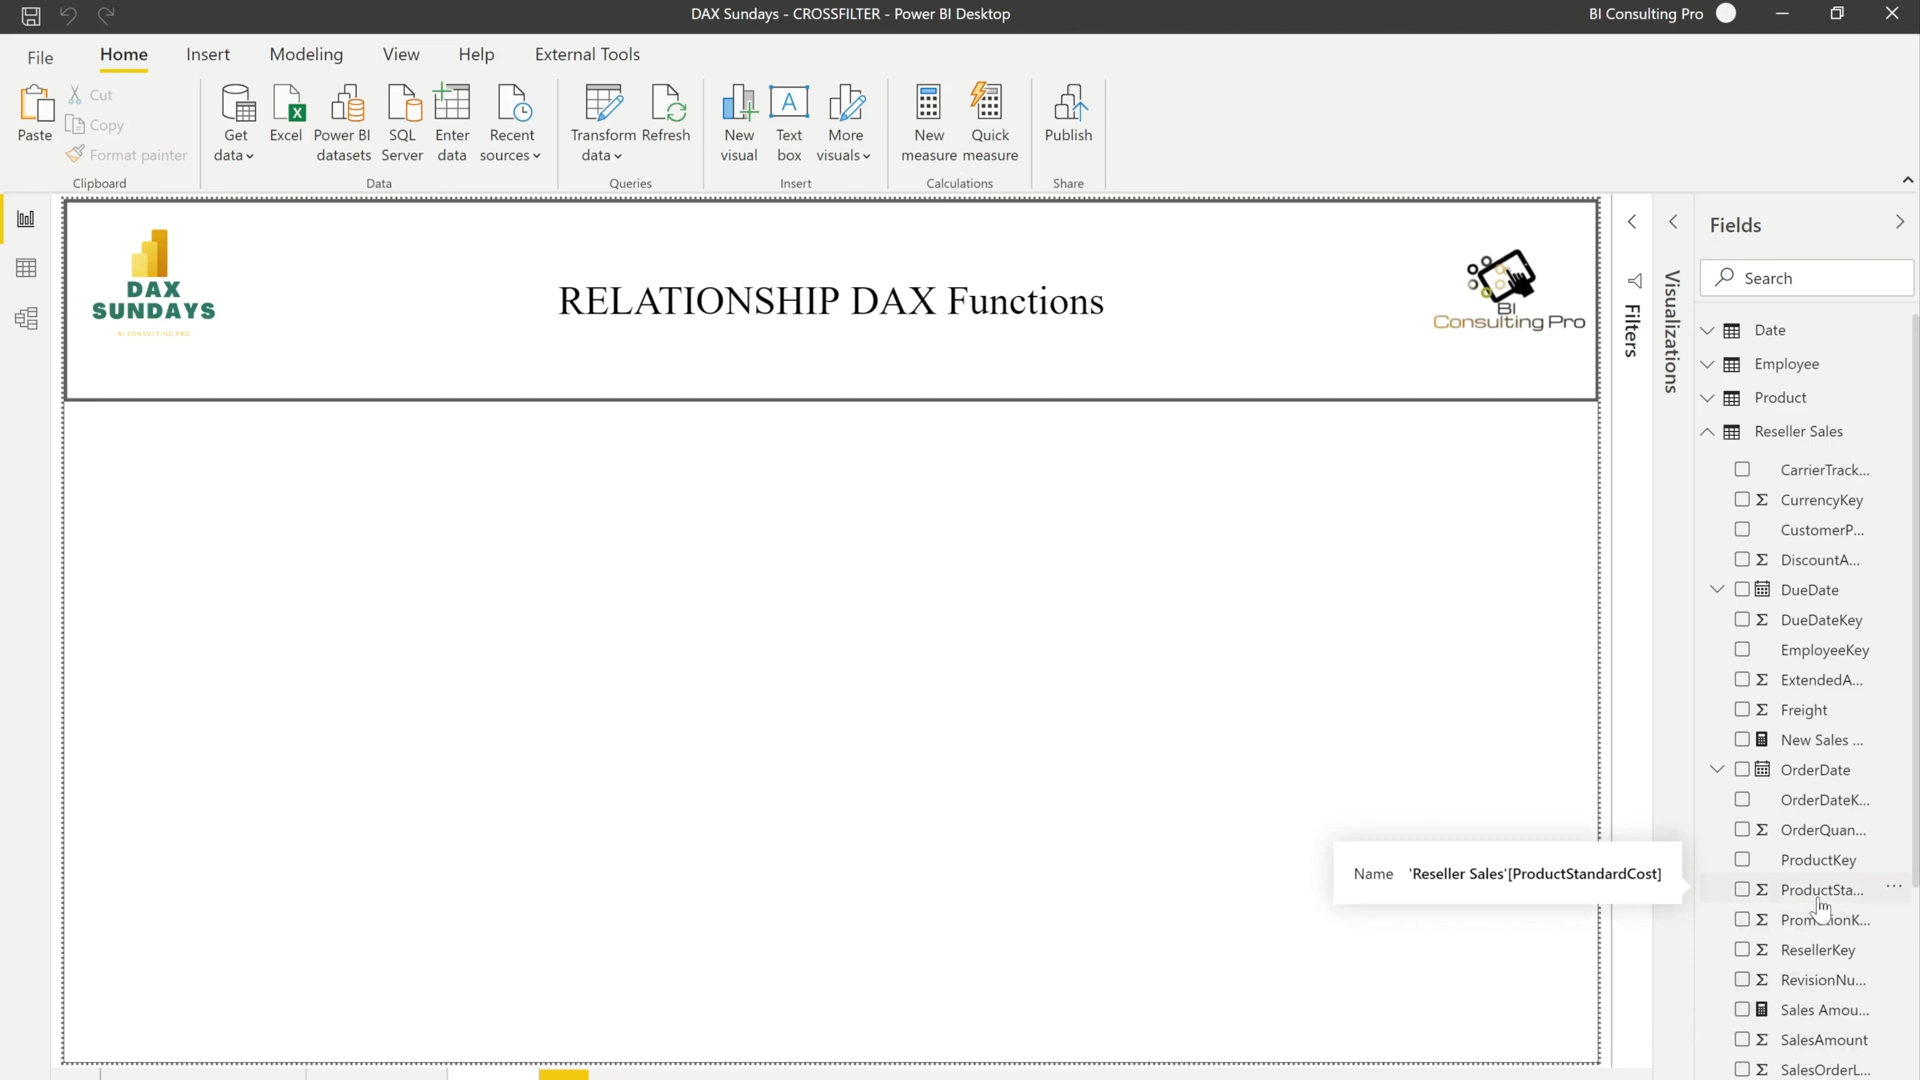 DAX Sundays - CROSSFILTER - Power BI Desktop
BI Consulting Pro
File
Home
Insert
Modeling
View
Help
External Tools
Paste
Cut
Copy
Format painter
Clipboard
Get data
Excel
Power BI datasets
SQL Server
Enter data
Recent sources
Data
Transform data
Refresh
Queries
New visual
Text box
More visuals
Insert
New measure
Quick measure
Calculations
Publish
Share
DAX
SUNDAYS
BI CONSULTING PRO
RELATIONSHIP DAX Functions
BI
Consulting Pro
Filters
Visualizations
Fields
Search
Date
Employee
Product
Reseller Sales
CarrierTrack...
CurrencyKey
CustomerP...
DiscountA...
DueDate
DueDateKey
EmployeeKey
ExtendedA...
Freight
New Sales ...
OrderDate
OrderDateK...
OrderQuan...
ProductKey
Name 'Reseller Sales'[ProductStandardCost]
ProductSta...
PromotionK...
ResellerKey
RevisionNu...
Sales Amou...
SalesAmount
SalesOrderL...